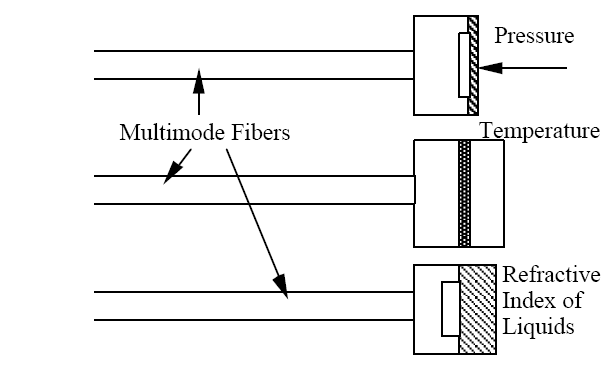 Pressure
Multimode Fibers
Temperature
Refractive
Index of
Liquids